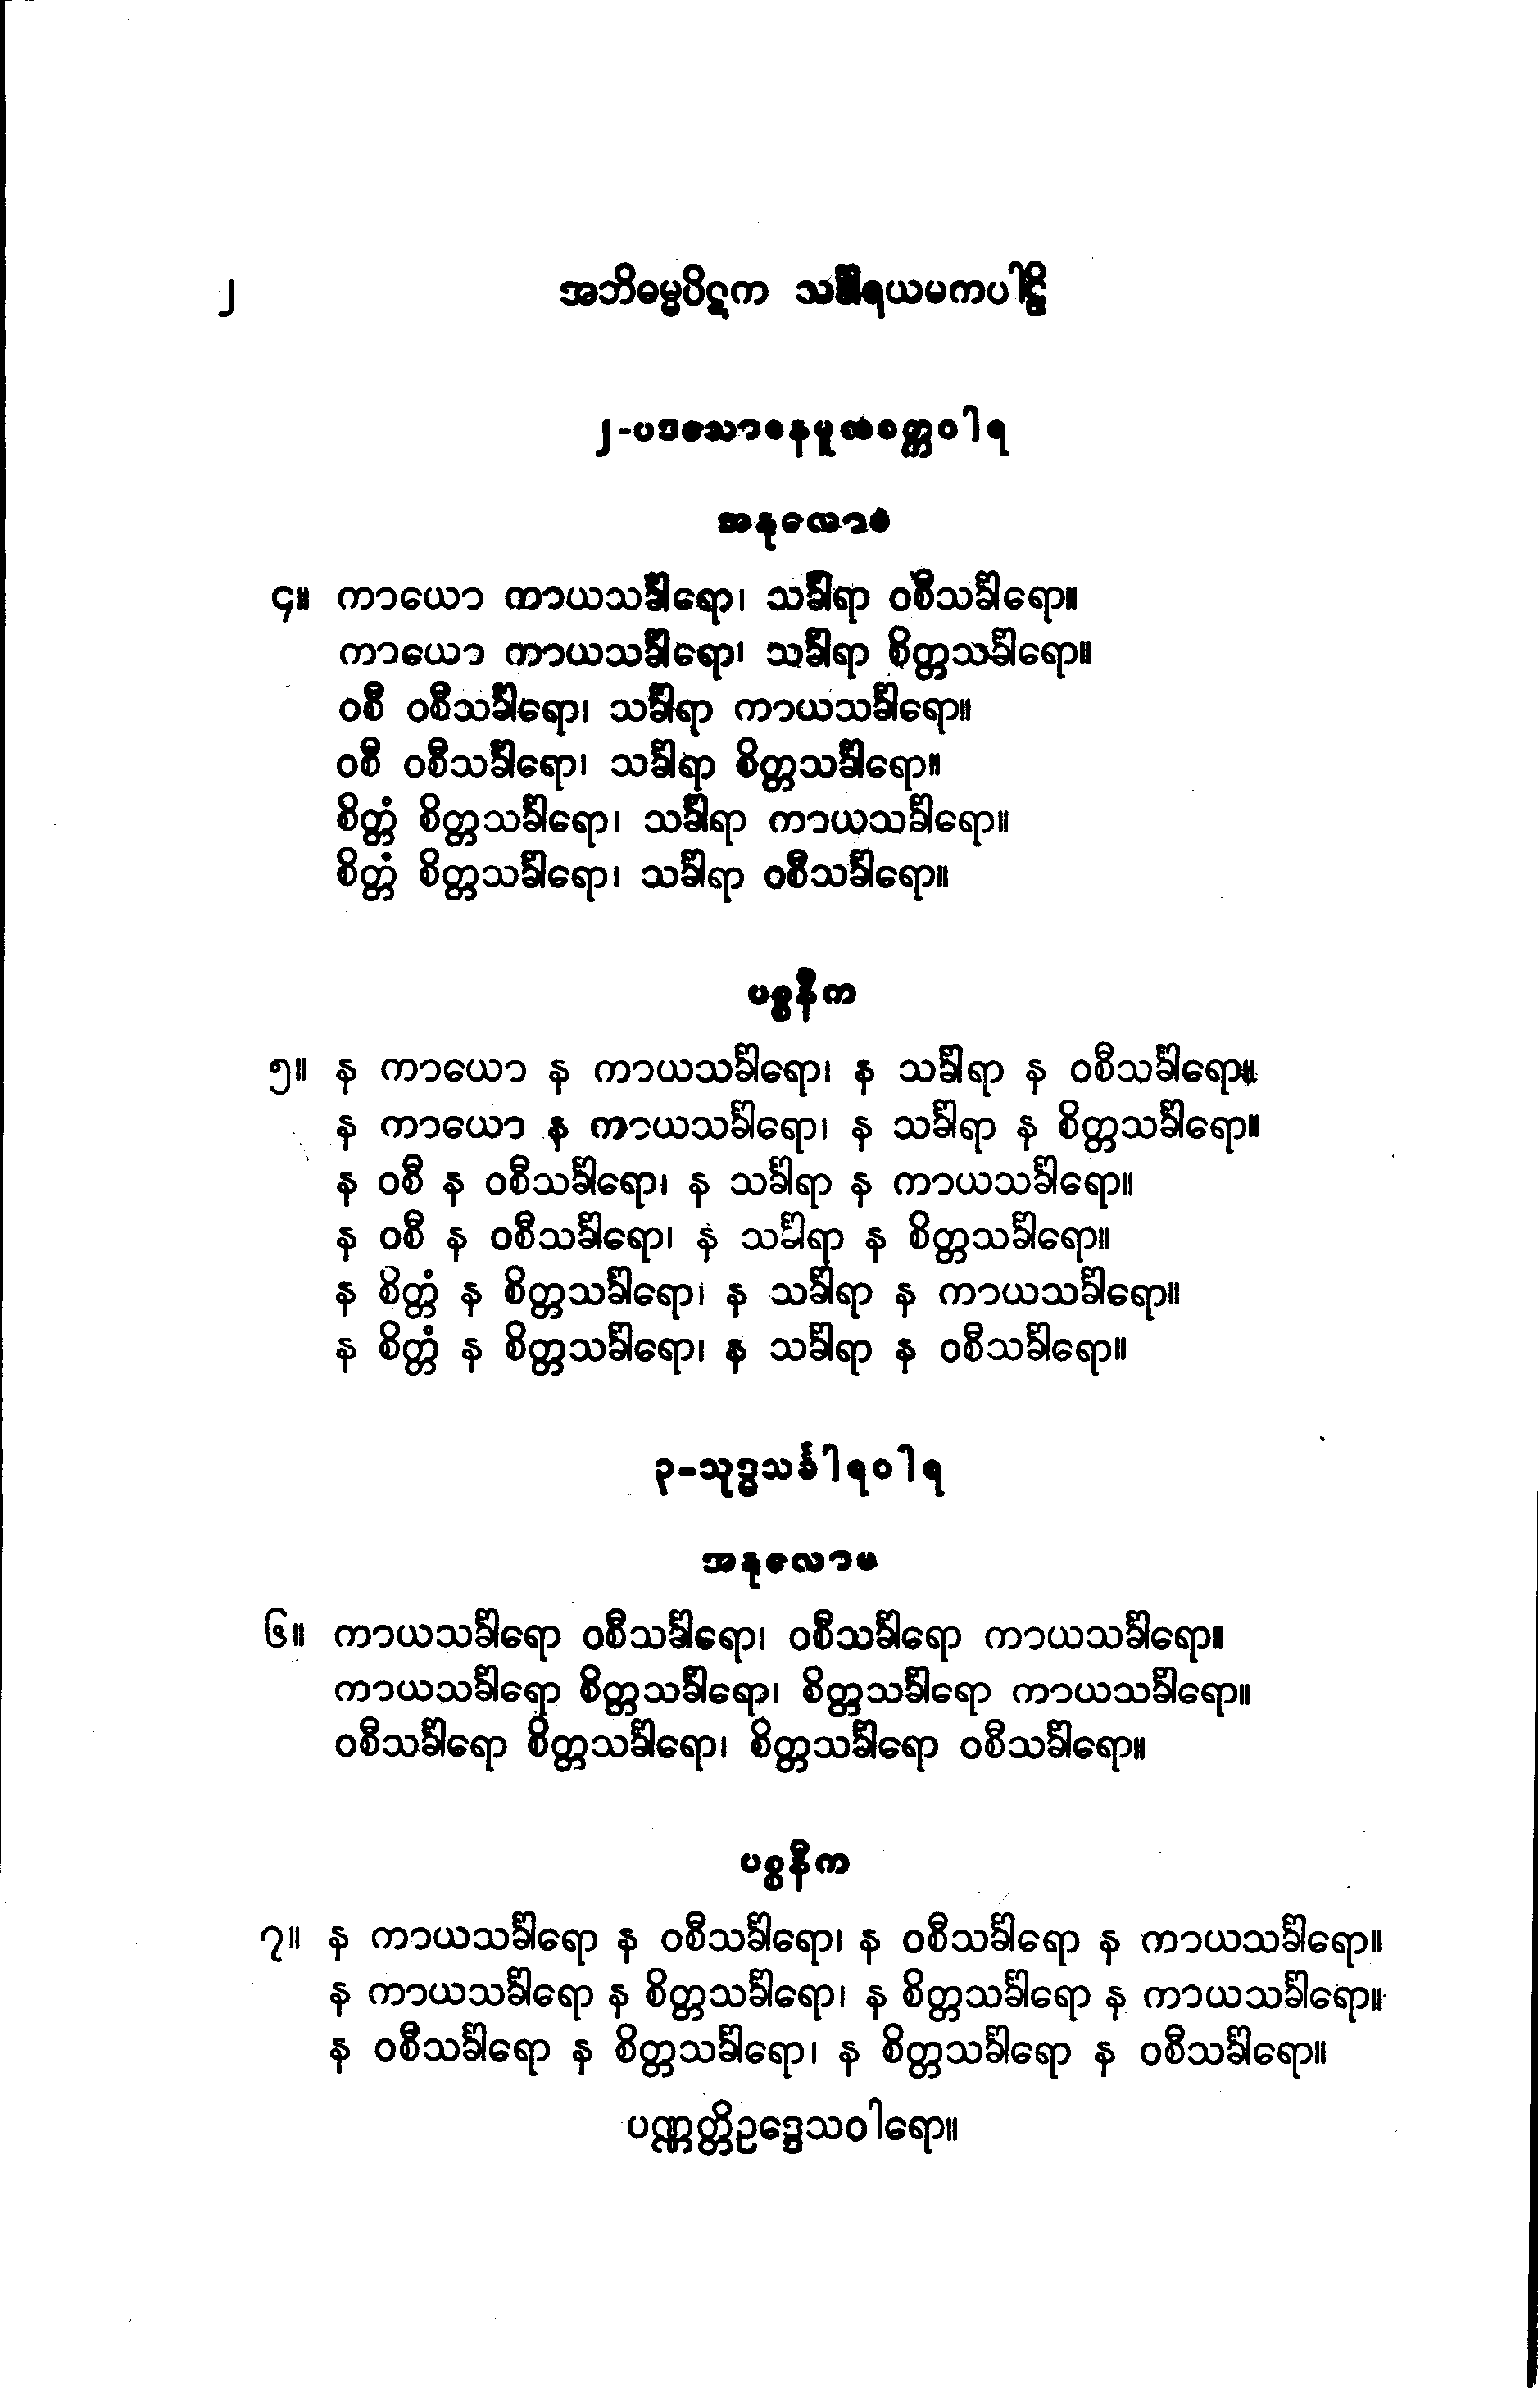 ၂ အဘိဓမ္မပိဋက သင်္ခါရယမကပါဠိ
၂-ပဒသောဓနမူလစက္ကဝါရ
အနုလောမ
၄။ ကာယော ကာယသင်္ခါရော၊ သင်္ခါရာ ဝစီသင်္ခါရော။
ကာယော ကာယသင်္ခါရော၊ သင်္ခါရာ စိတ္တသင်္ခါရော။
ဝစီ ဝစီသင်္ခါရော၊ သင်္ခါရာ ကာယသင်္ခါရော။
ဝစီ ဝစီသင်္ခါရော၊ သင်္ခါရာ စိတ္တသင်္ခါရော။
စိတ္တံ စိတ္တသင်္ခါရော၊ သင်္ခါရာ ကာယသင်္ခါရော။
စိတ္တံ စိတ္တသင်္ခါရော၊ သင်္ခါရာ ဝစီသင်္ခါရော။
ပစ္စနီက
၅။ န ကာယော န ကာယသင်္ခါရော၊ န သင်္ခါရာ န ဝစီသင်္ခါရော။
န ကာယော န ကာယသင်္ခါရော၊ န သင်္ခါရာ န စိတ္တသင်္ခါရော။
န ဝစီ န ဝစီသင်္ခါရော၊ န သင်္ခါရာ န ကာယသင်္ခါရော။
န ဝစီ န ဝစီသင်္ခါရော၊ န သင်္ခါရာ န စိတ္တသင်္ခါရော။
န စိတ္တံ န စိတ္တသင်္ခါရော၊ န သင်္ခါရာ န ကာယသင်္ခါရော။
န စိတ္တံ န စိတ္တသင်္ခါရော၊ န သင်္ခါရာ န ဝစီသင်္ခါရော။
၃-သုဒ္ဓသင်္ခါရဝါရ
အနုလောမ
၆။ ကာယသင်္ခါရော ဝစီသင်္ခါရော၊ ဝစီသင်္ခါရော ကာယသင်္ခါရော။
ကာယသင်္ခါရော စိတ္တသင်္ခါရော၊ စိတ္တသင်္ခါရော ကာယသင်္ခါရော။
ဝစီသင်္ခါရော စိတ္တသင်္ခါရော၊ စိတ္တသင်္ခါရော ဝစီသင်္ခါရော။
ပစ္စနီက
၇။ န ကာယသင်္ခါရော န ဝစီသင်္ခါရော၊ န ဝစီသင်္ခါရော န ကာယသင်္ခါရော။
န ကာယသင်္ခါရော န စိတ္တသင်္ခါရော၊ န စိတ္တသင်္ခါရော န ကာယသင်္ခါရော။
န ဝစီသင်္ခါရော န စိတ္တသင်္ခါရော၊ န စိတ္တသင်္ခါရော န ဝစီသင်္ခါရော။
ပဏ္ဏတ္တိဥဒ္ဒေသဝါရော။